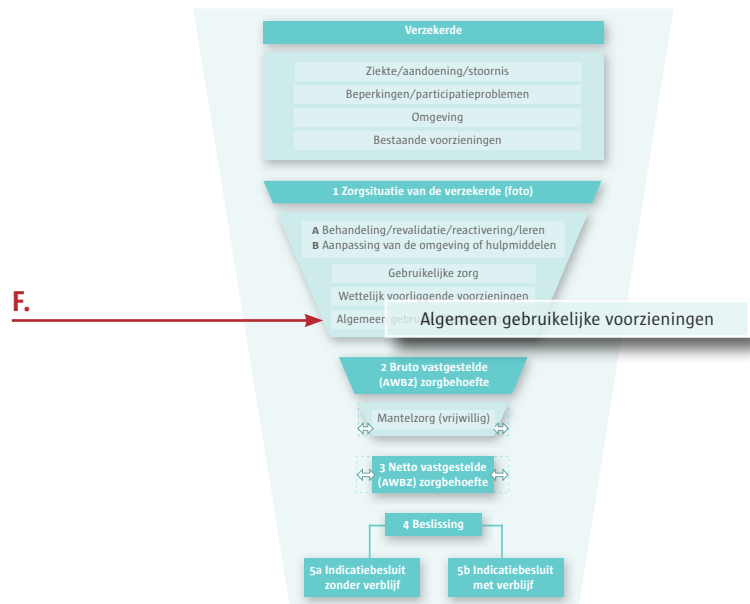 Verzekerde
Ziekte/aandoening/stoornis
Beperkingen/participatieproblemen
Omgeving
Bestaande voorzieningen
1 Zorgsituatie van de verzekerde (foto)
A Behandeling/revalidatie/reactivering/leren
B Aanpassing van de omgeving of hulpmiddelen
Gebruikelijke zorg
Wettelijk voorliggende voorzieningen
F.
Algemeen
Algemeen gebruikelijke voorzieningen
2 Bruto vastgestelde
(AWBZ) zorgbehoefte
Mantelzorg (vrijwillig)
3 Netto vastgestelde
(AWBZ) zorgbehoefte
4 Beslissing
5a Indicatiebesluit
zonder verblijf
5b Indicatiebesluit
met verblijf